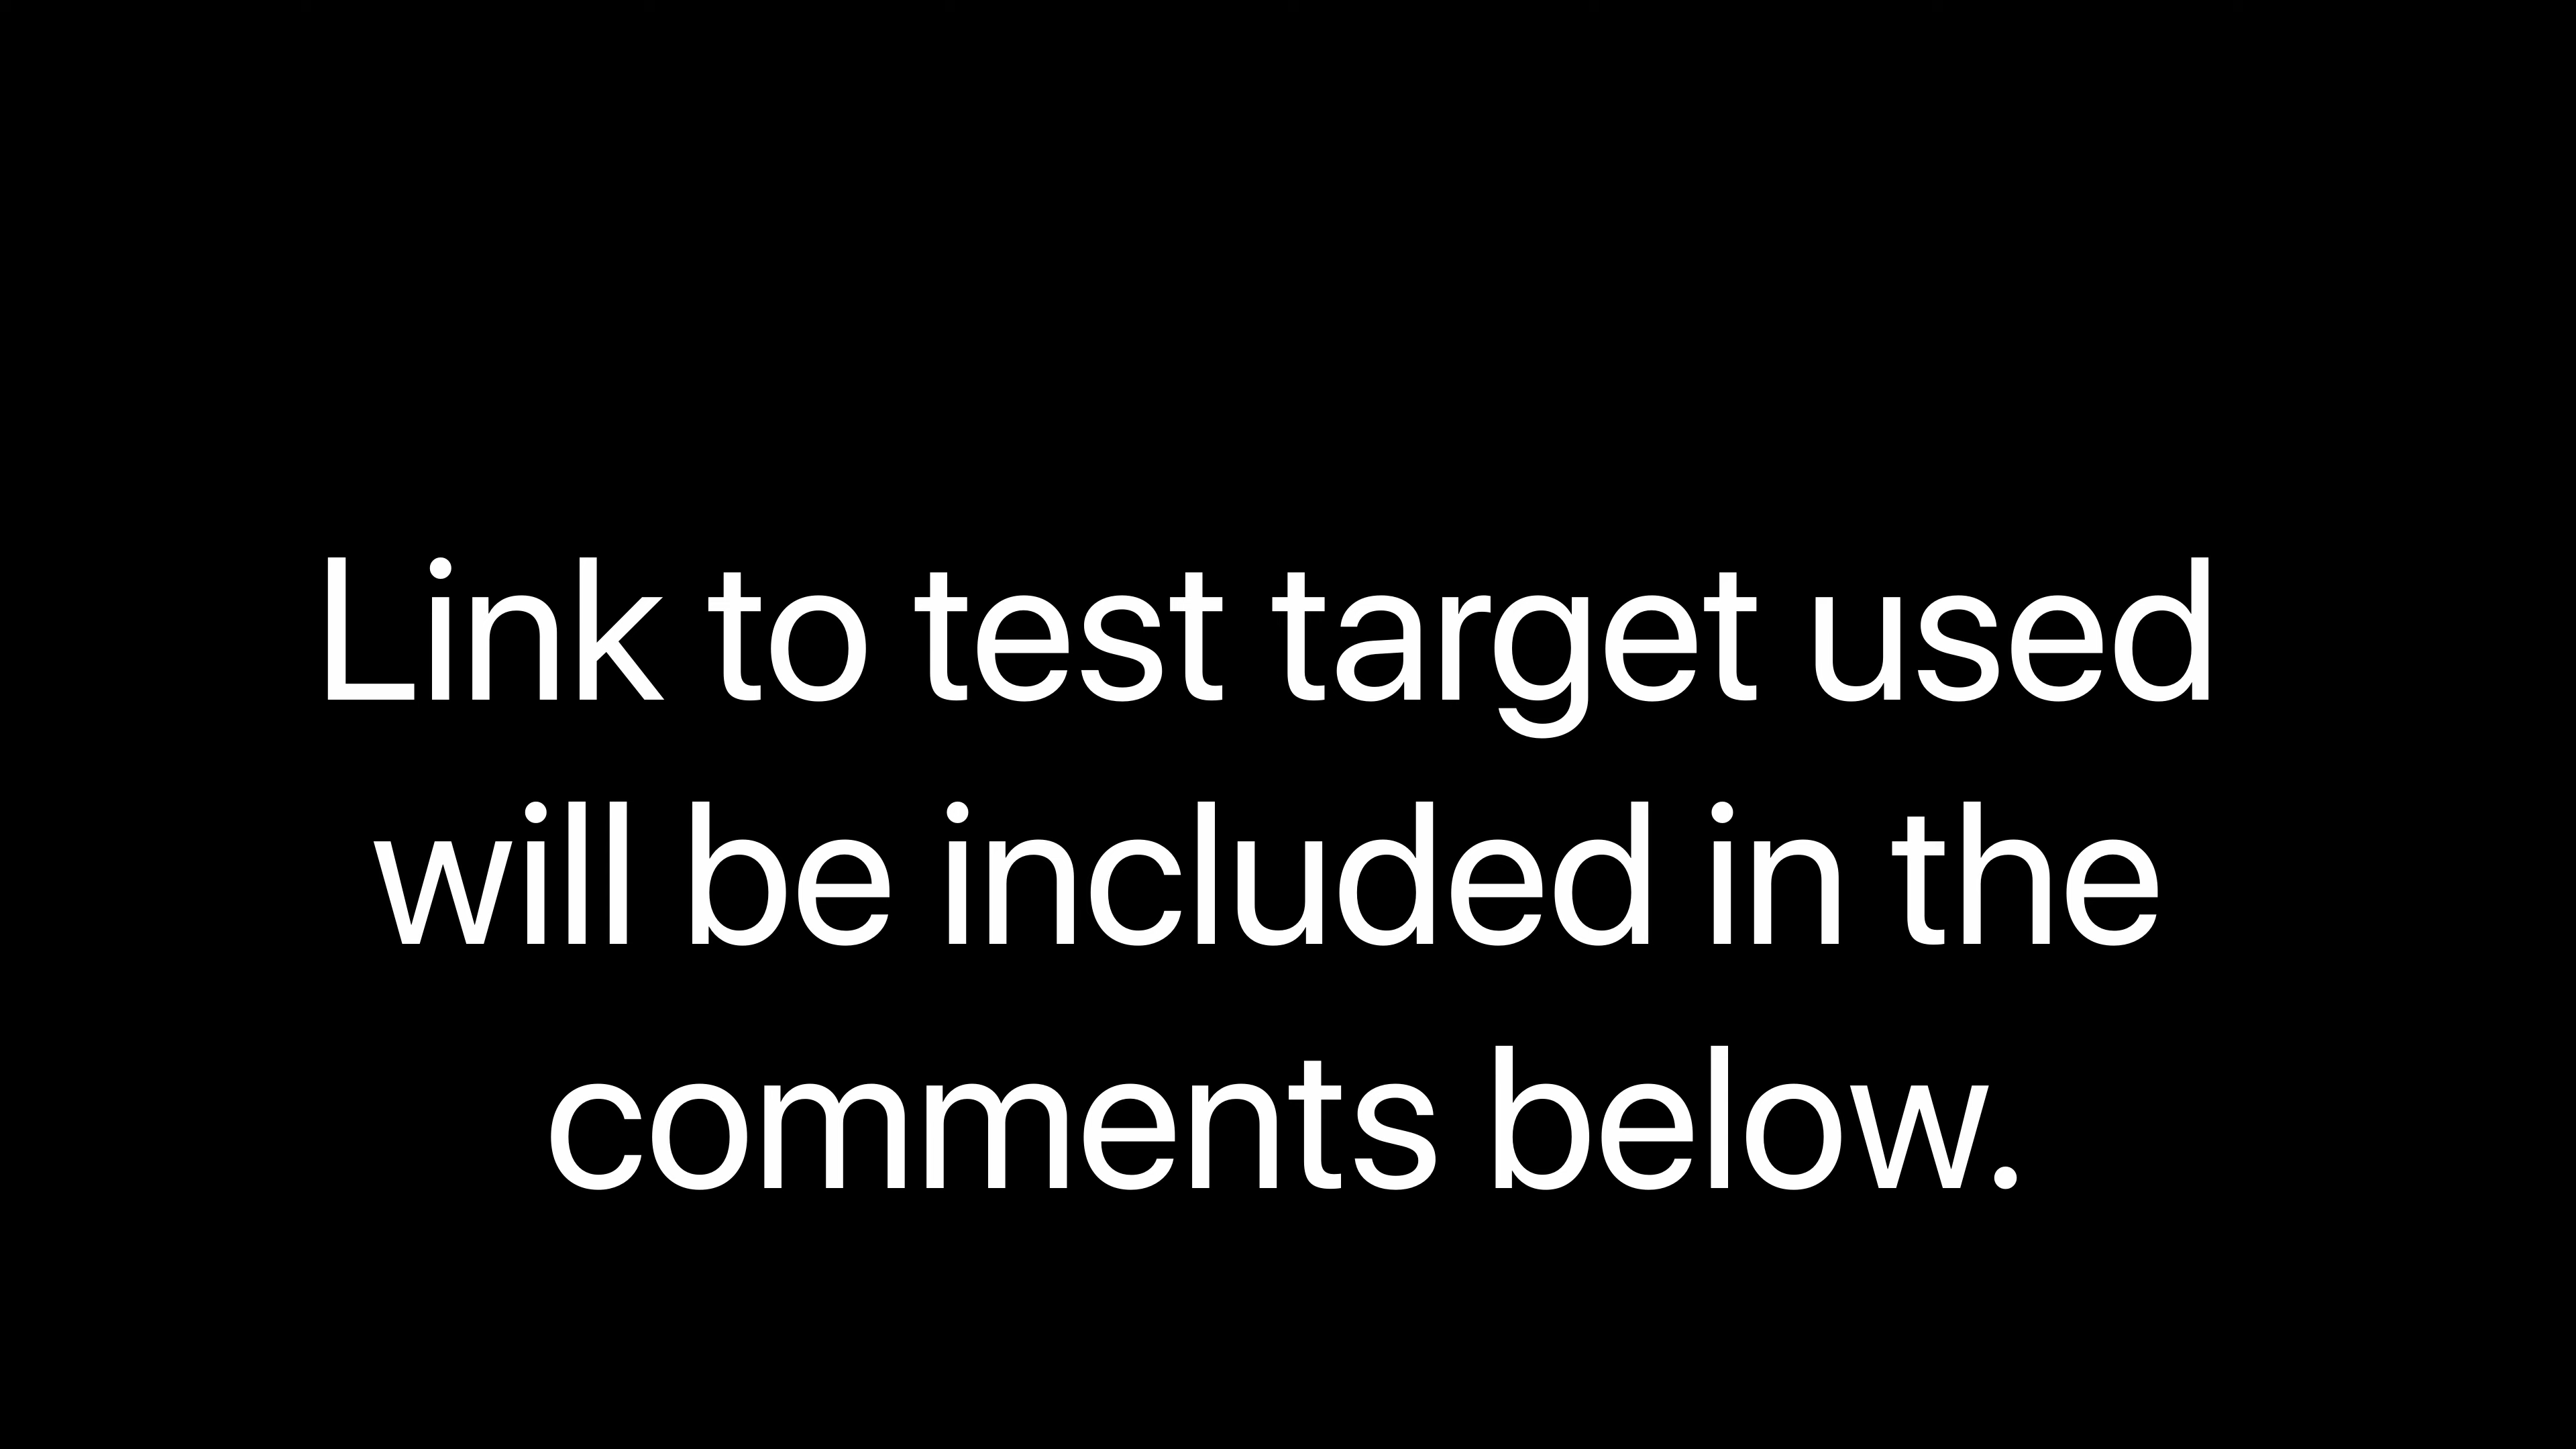 Link to test target used
will be included in the
comments below.